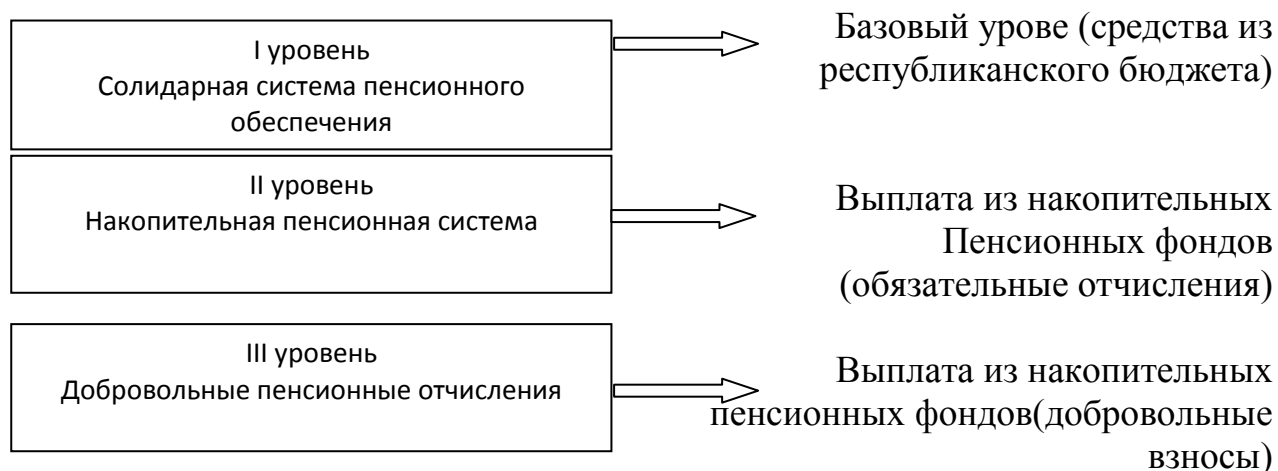 I уровень
Солидарная система пенсионного
обеспечения
Базовый урове (средства из
республиканского бюджета)
II уровень
Накопительная пенсионная система
Выплата из накопительных
Пенсионных фондов
(обязательные отчисления)
III уровень
Добровольные пенсионные отчисления
Выплата из накопительных
пенсионных фондов(добровольные
взносы)